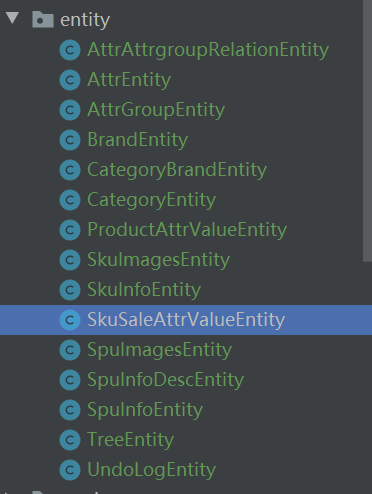 entity
AttrAttrgroupRelationEntity
AttrEntity
AttrGroupEntity
BrandEntity
CategoryBrandEntity
CategoryEntity
ProductAttrValueEntity
SkuImagesEntity
SkuInfoEntity
SkuSaleAttrValueEntity
SpuImagesEntity
SpuInfoDescEntity
SpuInfoEntity
TreeEntity
UndoLogEntity